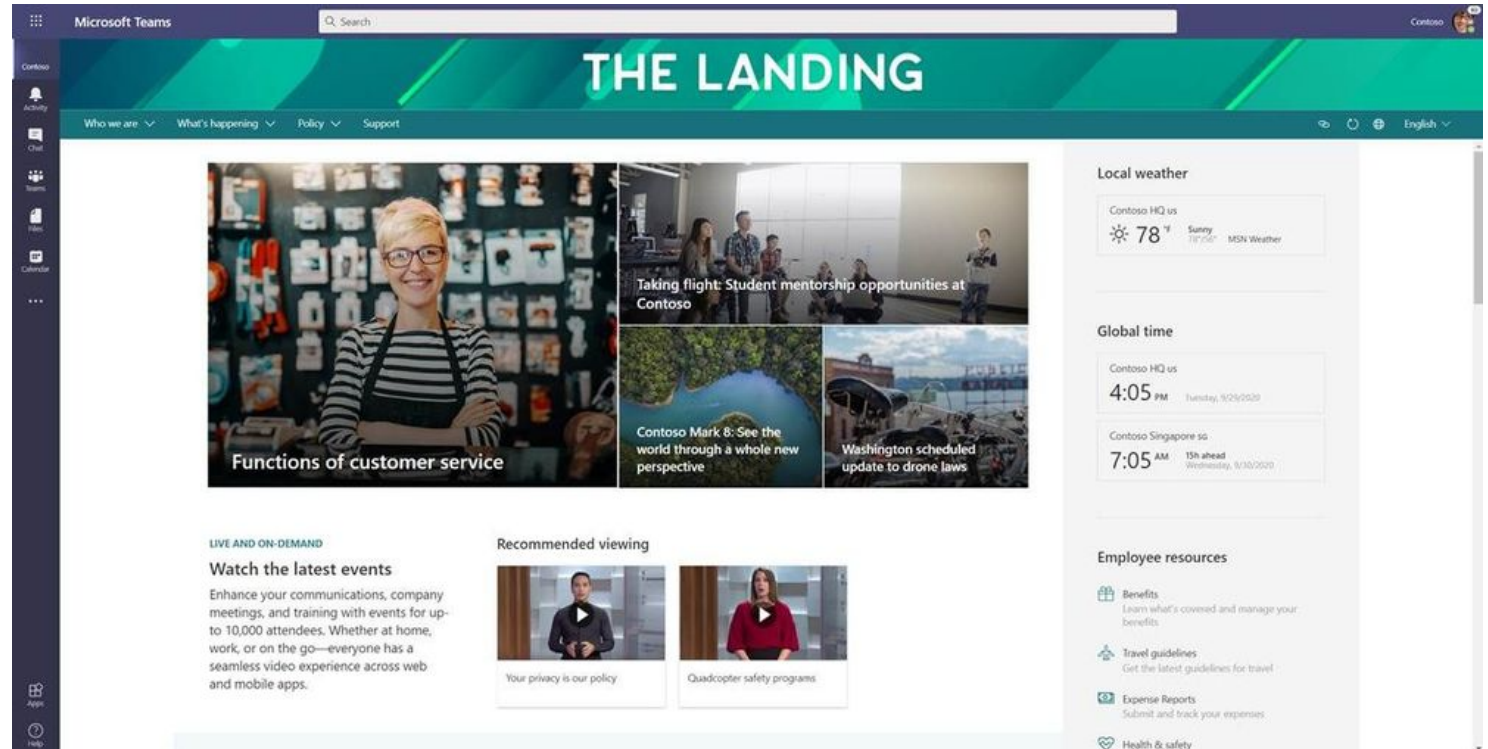 Microsoft Teams
Search
Contoso
Contoso
Activity
Chat
Teams
Files
Calendar
Apps
Help
THE LANDING
Who we are
What's happening
Policy
Support
English
Functions of customer service
Taking flight: Student mentorship opportunities at
Contoso
Contoso Mark 8: See the
world through a whole new
perspective
Washington scheduled
update to drone laws
LIVE AND ON-DEMAND
Watch the latest events
Enhance your communications, company
meetings, and training with events for up-
to 10,000 attendees. Whether at home,
work, or on the go—everyone has a
seamless video experience across web
and mobile apps.
Recommended viewing
Your privacy is our policy
Quadcopter safety programs
Local weather
Contoso HQ us
78 °F
Sunny
78°/56°
MSN Weather
Global time
Contoso HQ us
4:05 PM
Tuesday, 9/29/2020
Contoso Singapore sg
7:05 AM
15h ahead
Wednesday, 9/30/2020
Employee resources
Benefits
Learn what's covered and manage your
benefits
Travel guidelines
Get the latest guidelines for travel
Expense Reports
Submit and track your expenses
Health & safety